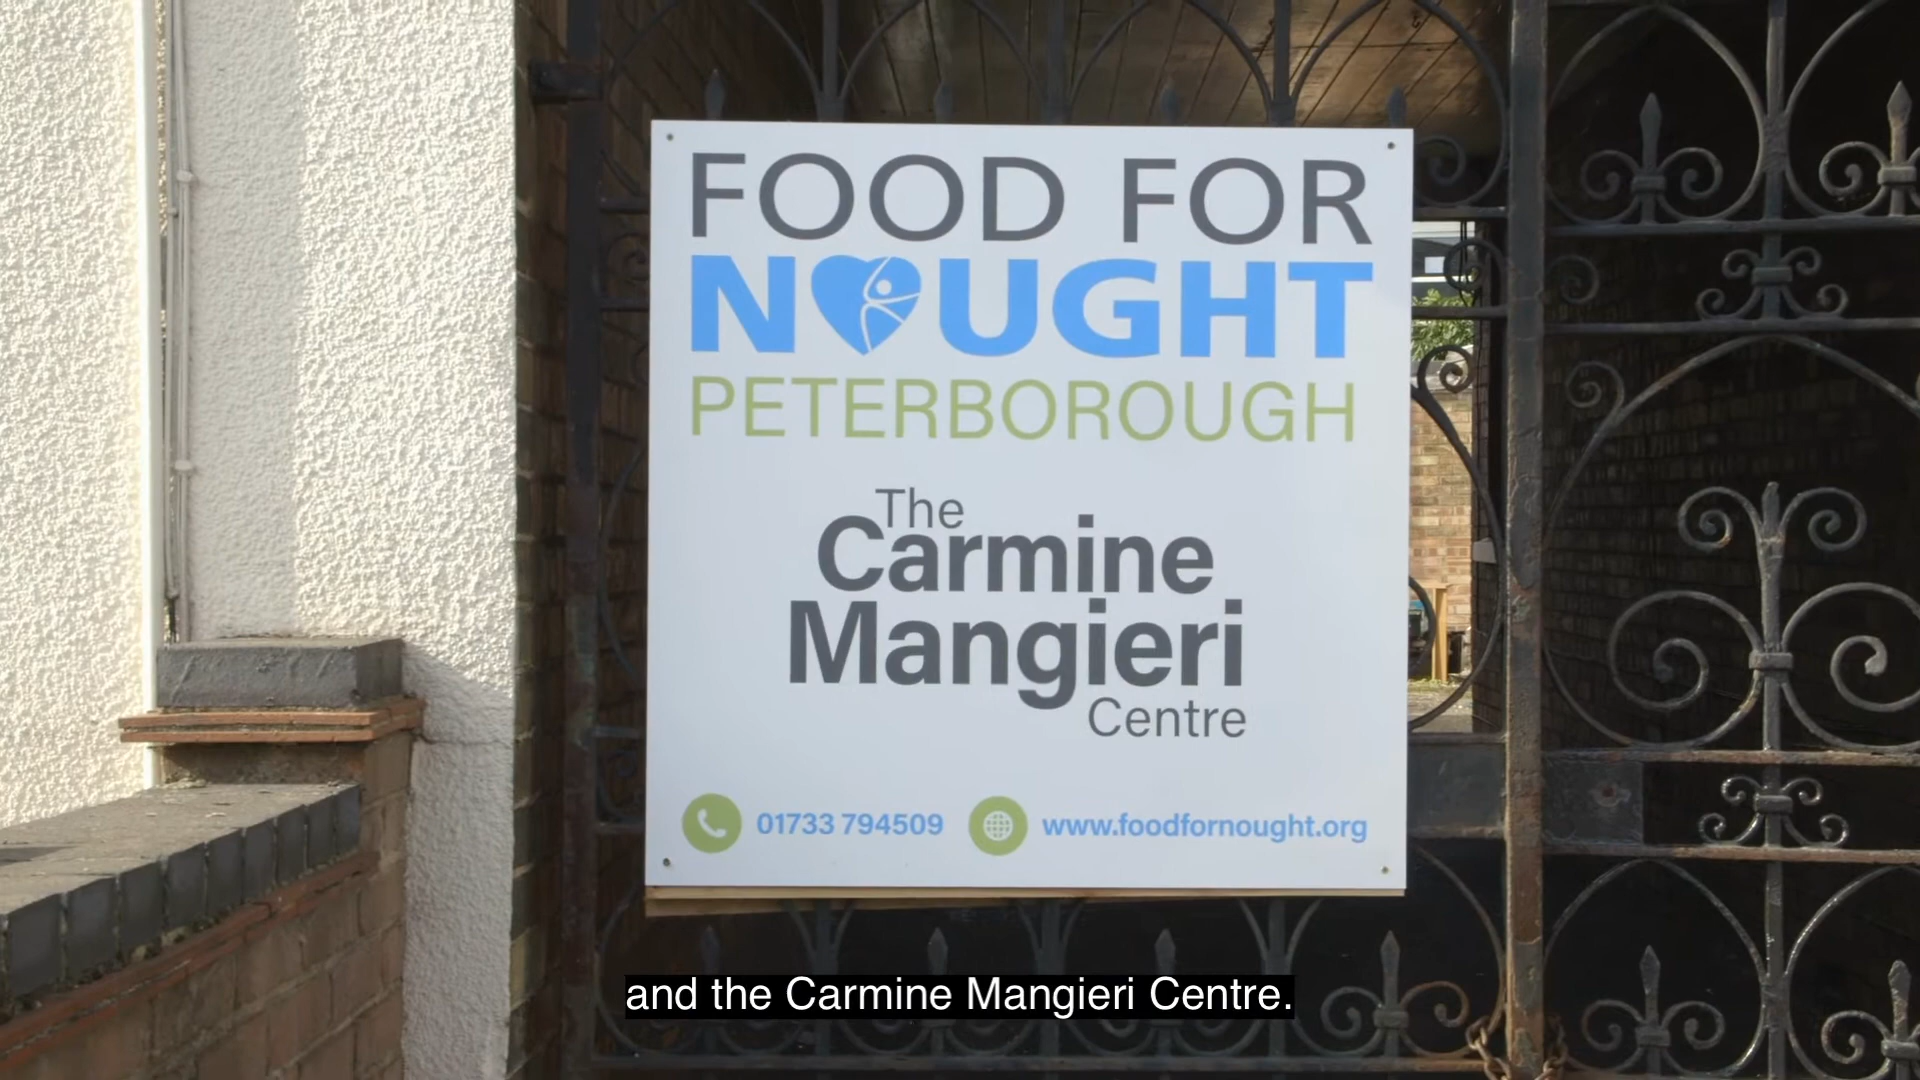 FOOD FOR
NOUGHT
PETERBOROUGH
The
Carmine
Mangieri
Centre
01733 794509 www.foodfornought.org
and the Carmine Mangieri Centre.